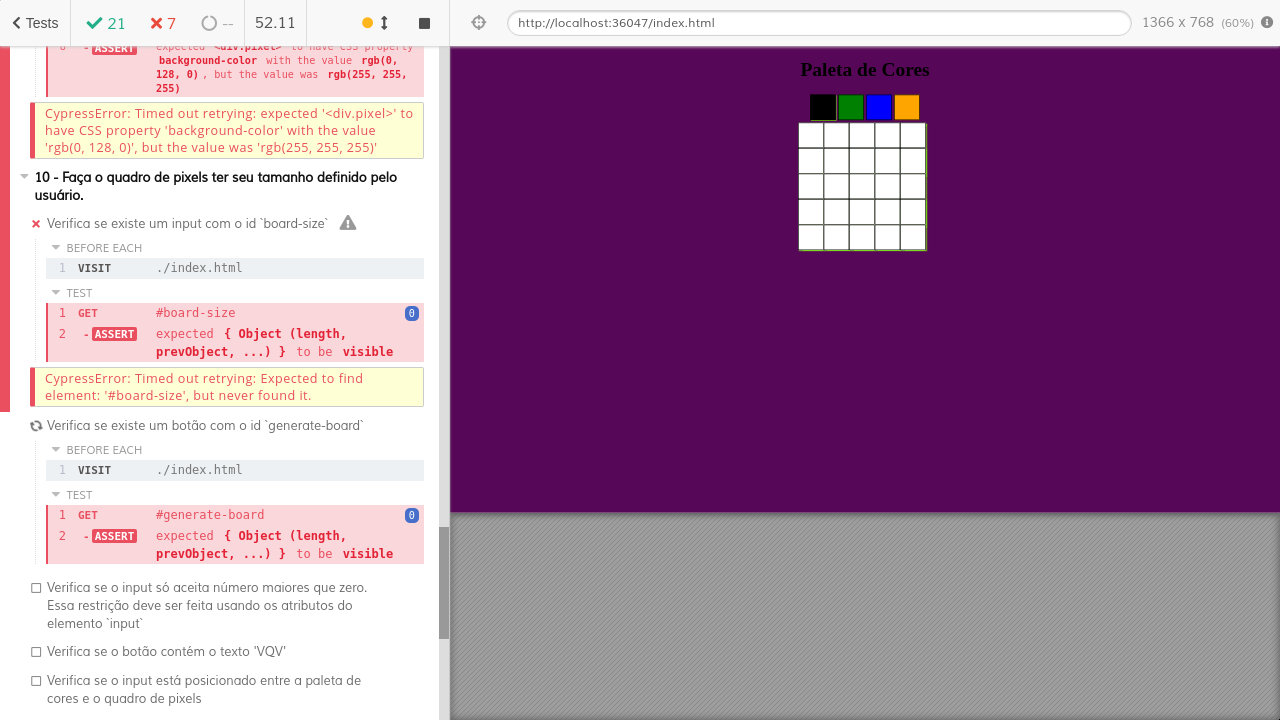 Tests 21 7 -- 52.11 http://localhost:36047/index.html 1366 x 768 (60%)
6 -ASSERT expected <div.pixel> to have CSS property
background-color with the value rgb(0,
128, 0) , but the value was rgb(255, 255,
255)
CypressError: Timed out retrying: expected '<div.pixel>' to
have CSS property 'background-color' with the value
'rgb(0, 128, 0)', but the value was 'rgb(255, 255, 255)'
10 - Faça o quadro de pixels ter seu tamanho definido pelo
usuário.
Verifica se existe um input com o id `board-size`
BEFORE EACH
1 VISIT ./index.html
TEST
1 GET #board-size 0
2 -ASSERT expected { Object (length,
prevObject, ...) } to be visible
CypressError: Timed out retrying: Expected to find
element: '#board-size', but never found it.
Verifica se existe um botão com o id `generate-board`
BEFORE EACH
1 VISIT ./index.html
TEST
1 GET #generate-board 0
2 -ASSERT expected { Object (length,
prevObject, ...) } to be visible
Verifica se o input só aceita número maiores que zero.
Essa restrição deve ser feita usando os atributos do
elemento `input`
Verifica se o botão contém o texto 'VQV'
Verifica se o input está posicionado entre a paleta de
cores e o quadro de pixels
Paleta de Cores